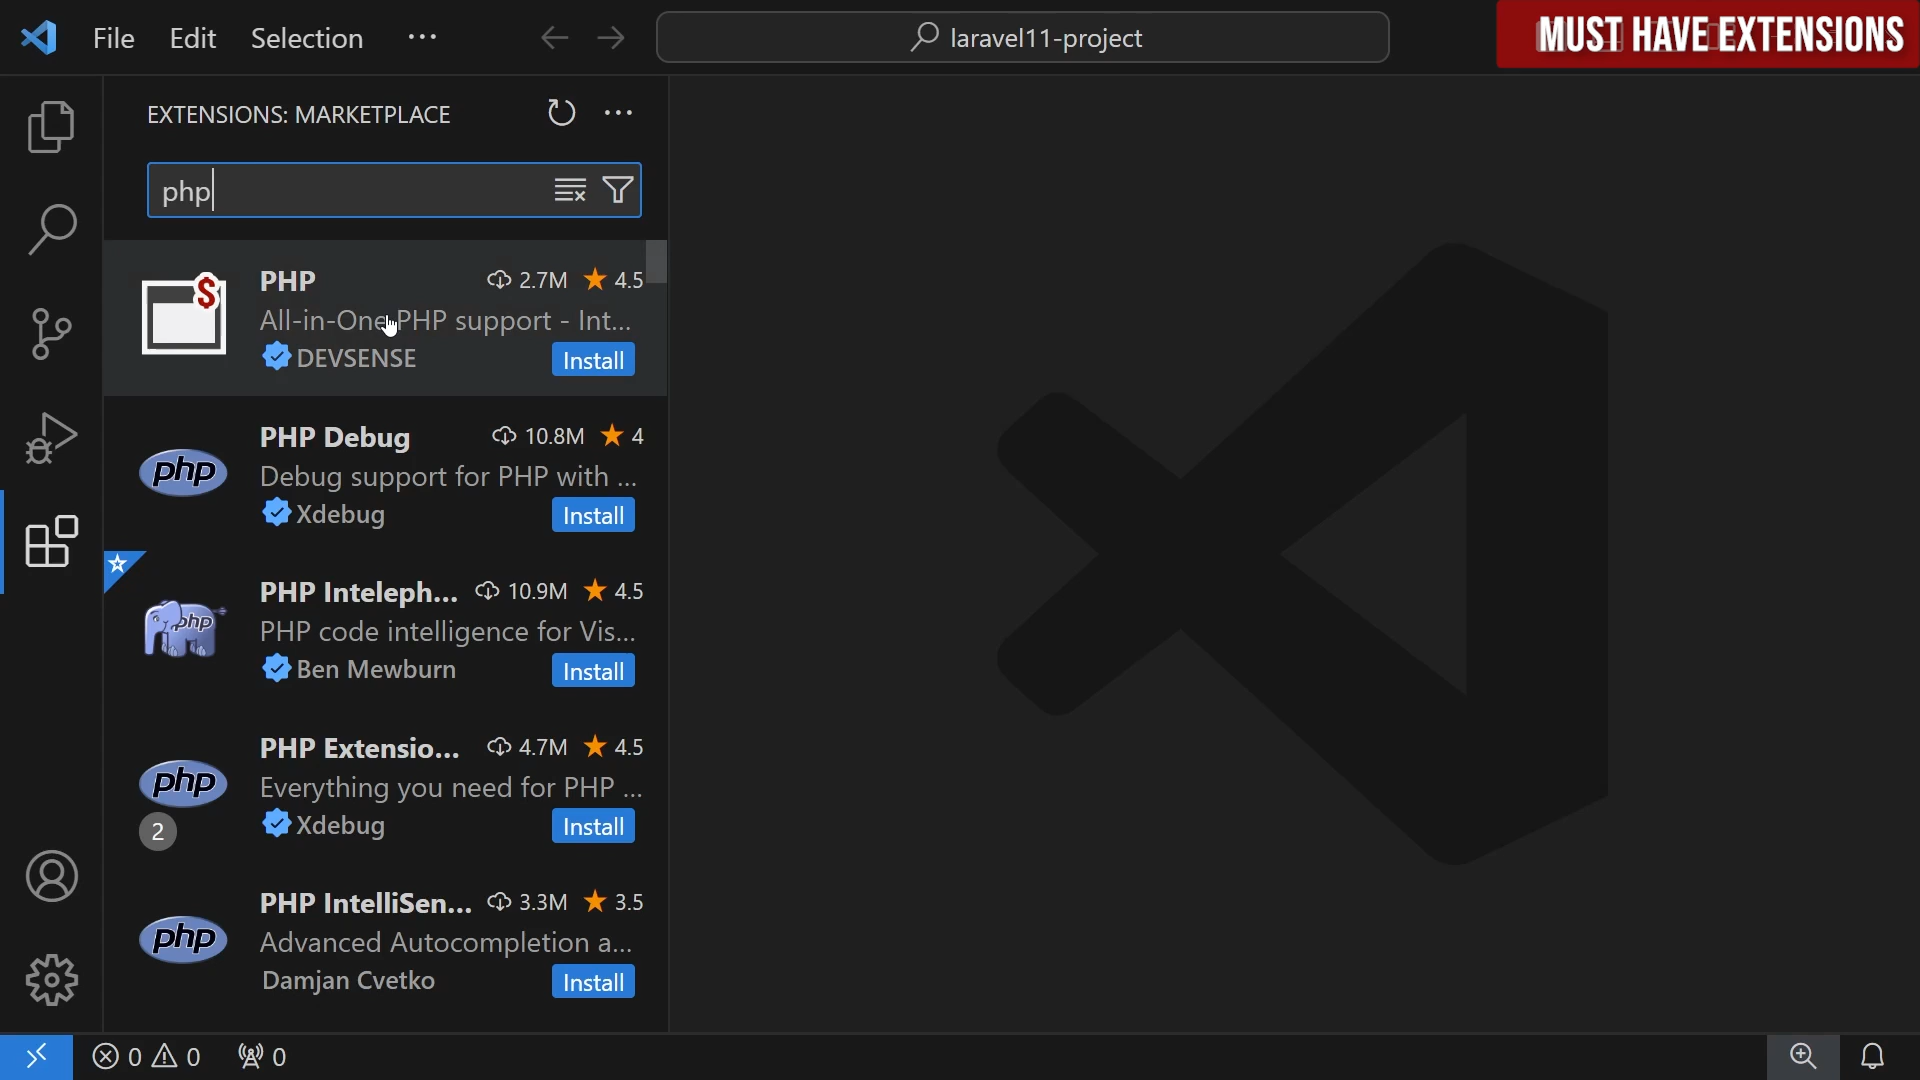 File Edit Selection ···
laravel11-project
MUST HAVE EXTENSIONS
EXTENSIONS: MARKETPLACE
php
PHP 2.7M 4.5
All-in-One PHP support - Int...
DEVSENSE Install
PHP Debug 10.8M 4
php
Debug support for PHP with ...
Xdebug Install
PHP Inteleph... 10.9M 4.5
php
PHP code intelligence for Vis...
Ben Mewburn Install
PHP Extensio... 4.7M 4.5
php
Everything you need for PHP ...
2
Xdebug Install
PHP IntelliSen... 3.3M 3.5
php
Advanced Autocompletion a...
Damjan Cvetko Install
0 0 0